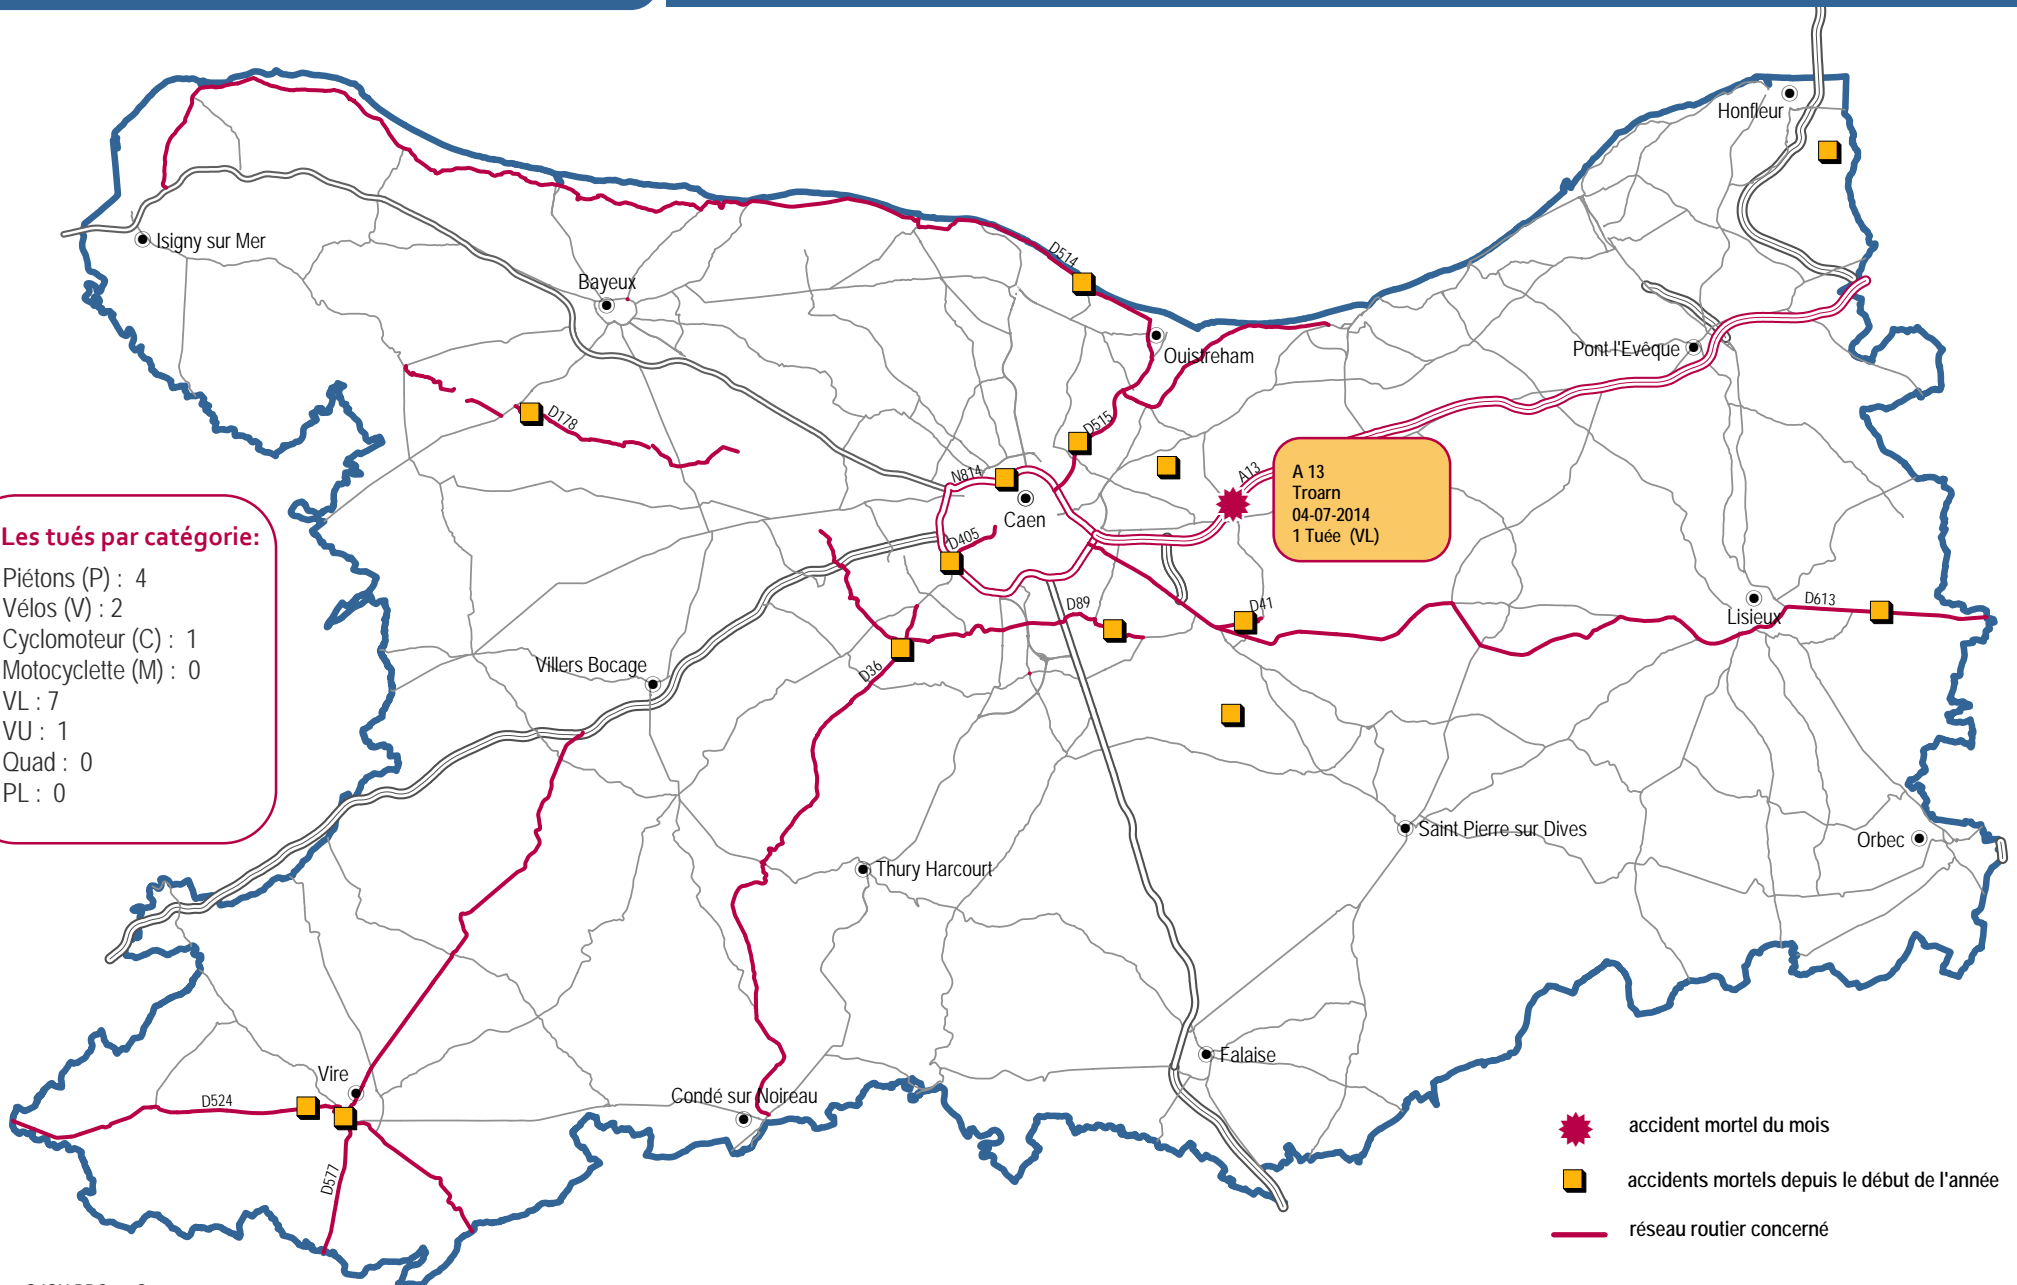 Honfleur
Isigny sur Mer
Bayeux
D514
Ouistreham
Pont l'Evêque
D178
D515
N814
A13
Caen
D405
A 13
Troarn
04-07-2014
1 Tuée (VL)
Les tués par catégorie:
Piétons (P) : 4
Vélos (V) : 2
Cyclomoteur (C) : 1
Motocyclette (M) : 0
VL : 7
VU : 1
Quad : 0
PL : 0
D89
D41
D613
Lisieux
Villers Bocage
D36
Saint Pierre sur Dives
Orbec
Thury Harcourt
Falaise
Vire
Condé sur Noireau
D524
D577
accident mortel du mois
accidents mortels depuis le début de l'année
réseau routier concerné